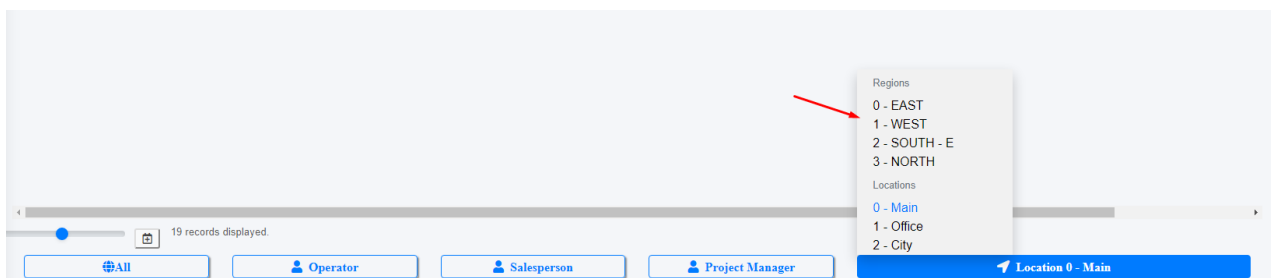 Regions
0 - EAST
1 - WEST
2 - SOUTH - E
3 - NORTH
Locations
0 - Main
1 - Office
2 - City
19 records displayed.
All
Operator
Salesperson
Project Manager
Location 0 - Main